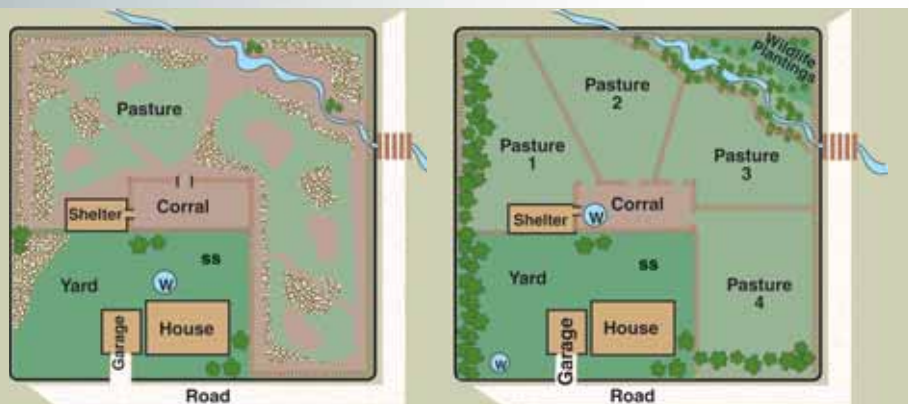 Pasture
Shelter
Corral
Yard
ss
W
Garage
House
Road
Wildlife
Plantings
Pasture
2
Pasture
1
Pasture
3
Shelter
W
Corral
Yard
ss
Pasture
4
W
Garage
House
Road